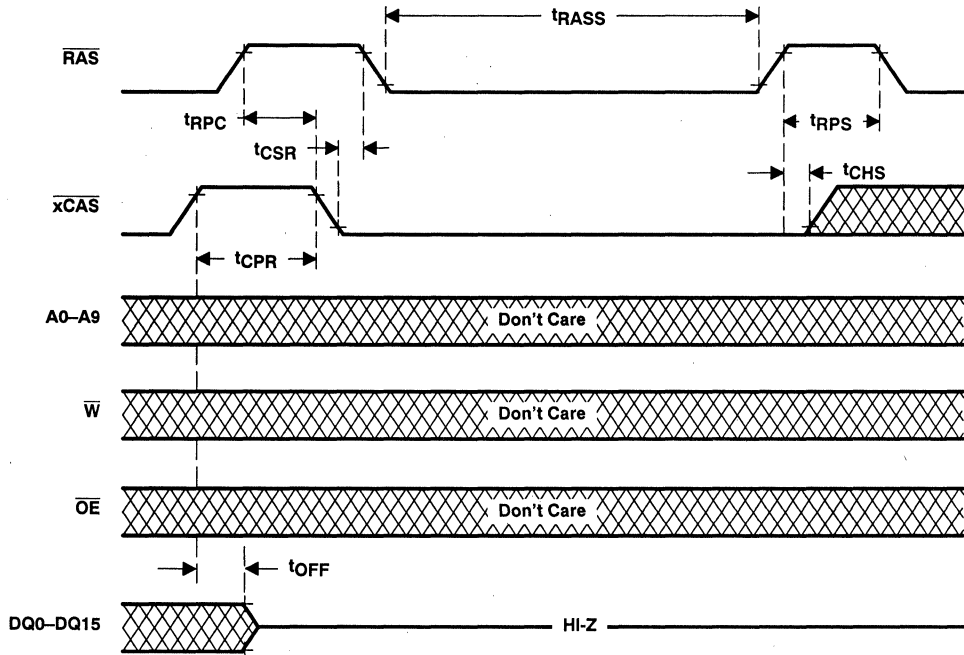 tRASS
RAS
tRPC
tRPS
tCSR
tCHS
xCAS
tCPR
A0–A9
Don't Care
W
Don't Care
OE
Don't Care
tOFF
DQ0–DQ15
HI-Z